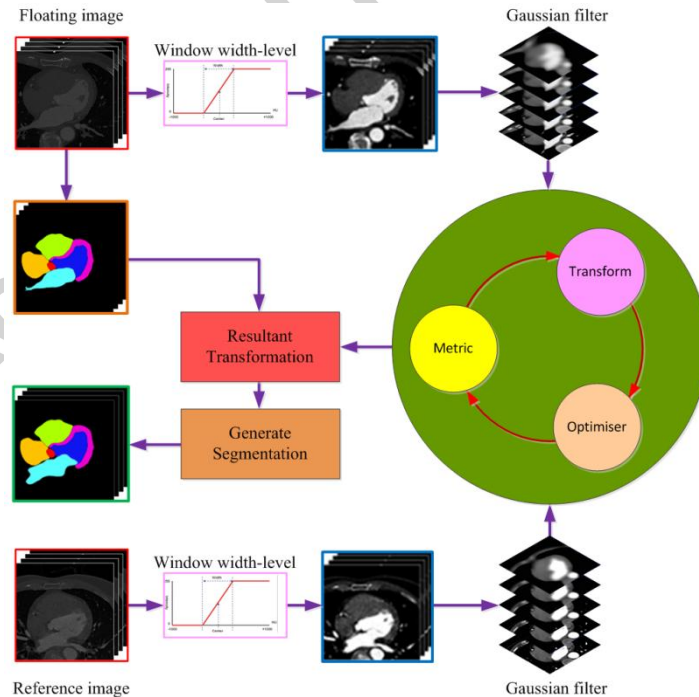 Floating image
Window width-level
Gaussian filter
Transform
Metric
Optimiser
Resultant
Transformation
Generate
Segmentation
Window width-level
Reference image
Gaussian filter